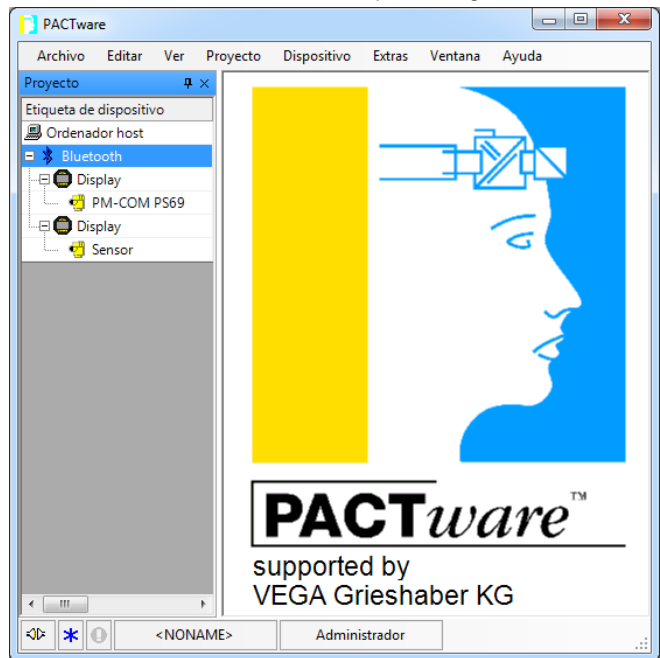 PACTware
Archivo Editar Ver Proyecto Dispositivo Extras Ventana Ayuda
Proyecto
Etiqueta de dispositivo
Ordenador host
Bluetooth
Display
PM-COM PS69
Display
Sensor
PACTware™
supported by
VEGA Grieshaber KG
<NONAME> Administrador